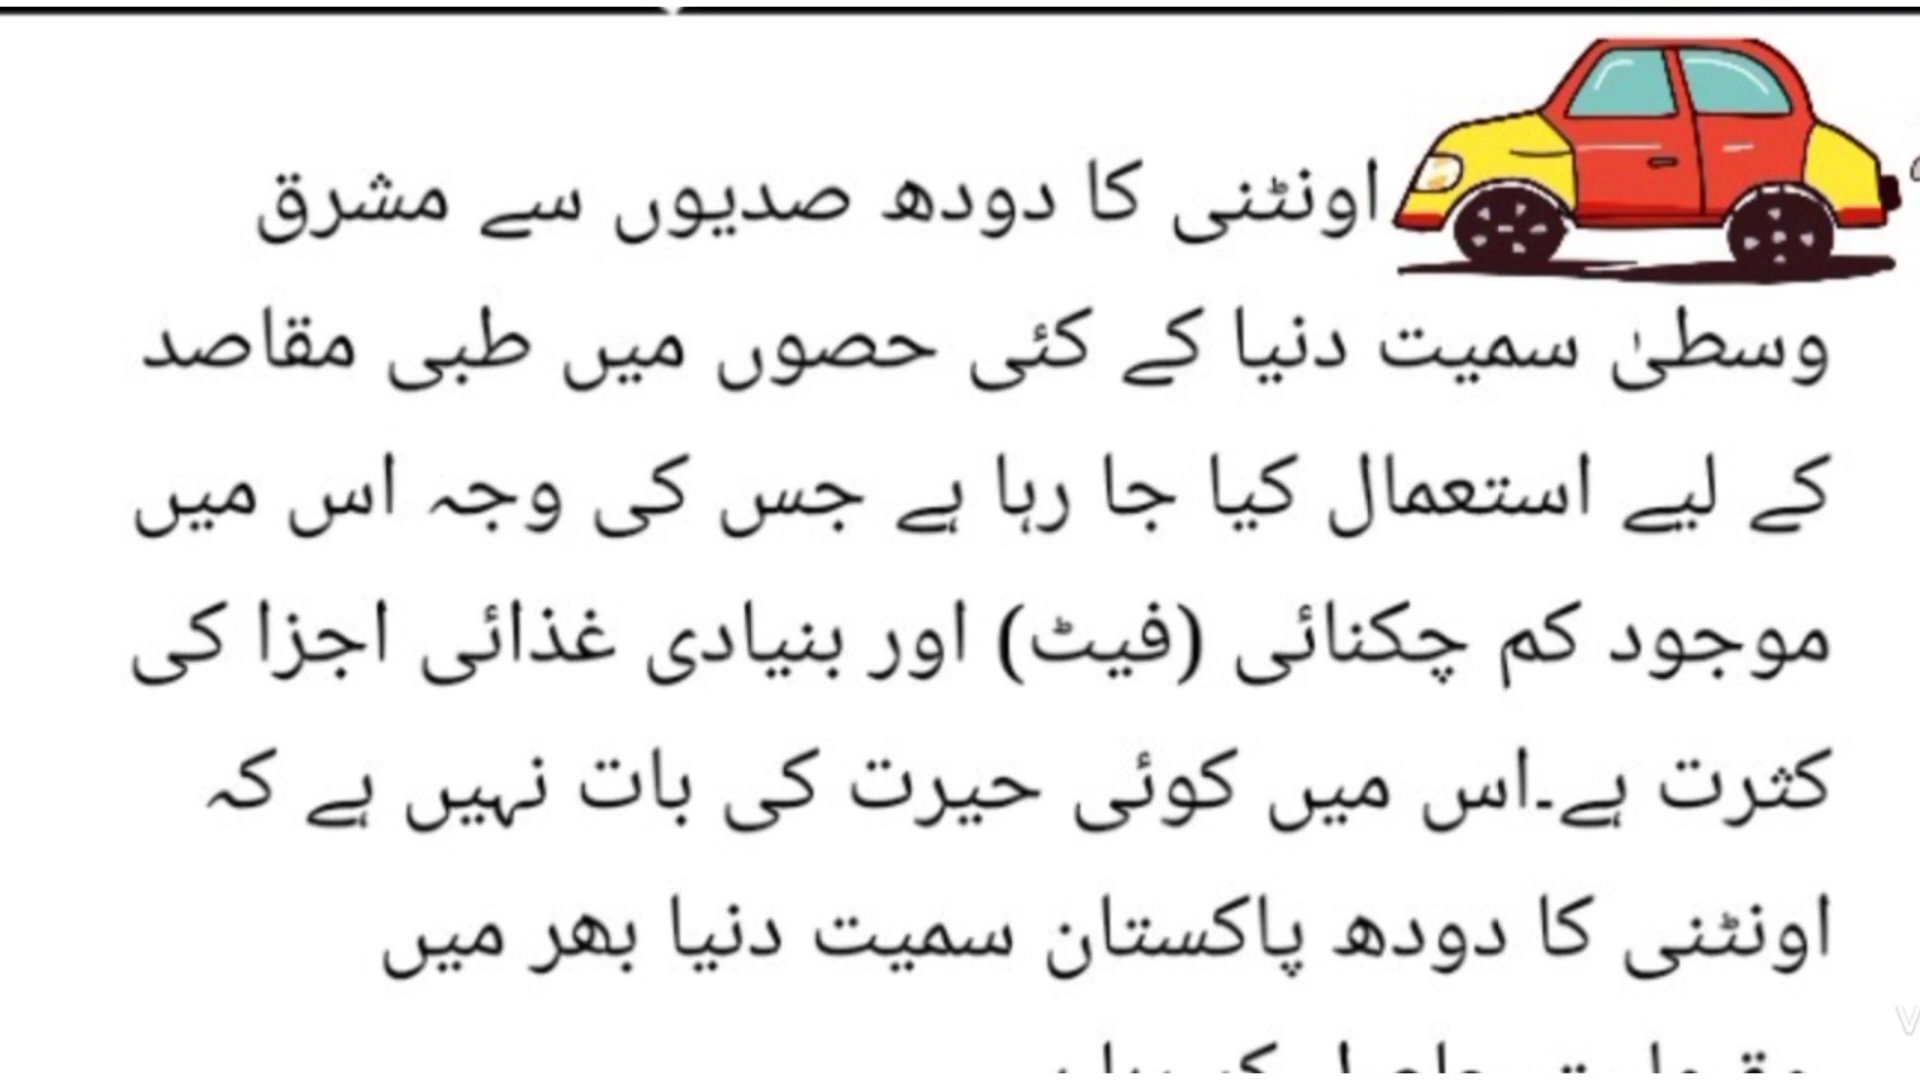 اونٹنی کا دودھ صدیوں سے مشرق
وسطیٰ سمیت دنیا کے کئی حصوں میں طبی مقاصد
کے لیے استعمال کیا جا رہا ہے جس کی وجہ اس میں
موجود کم چکنائی (فیٹ) اور بنیادی غذائی اجزا کی
کثرت ہے۔اس میں کوئی حیرت کی بات نہیں ہے کہ
اونٹنی کا دودھ پاکستان سمیت دنیا بھر میں